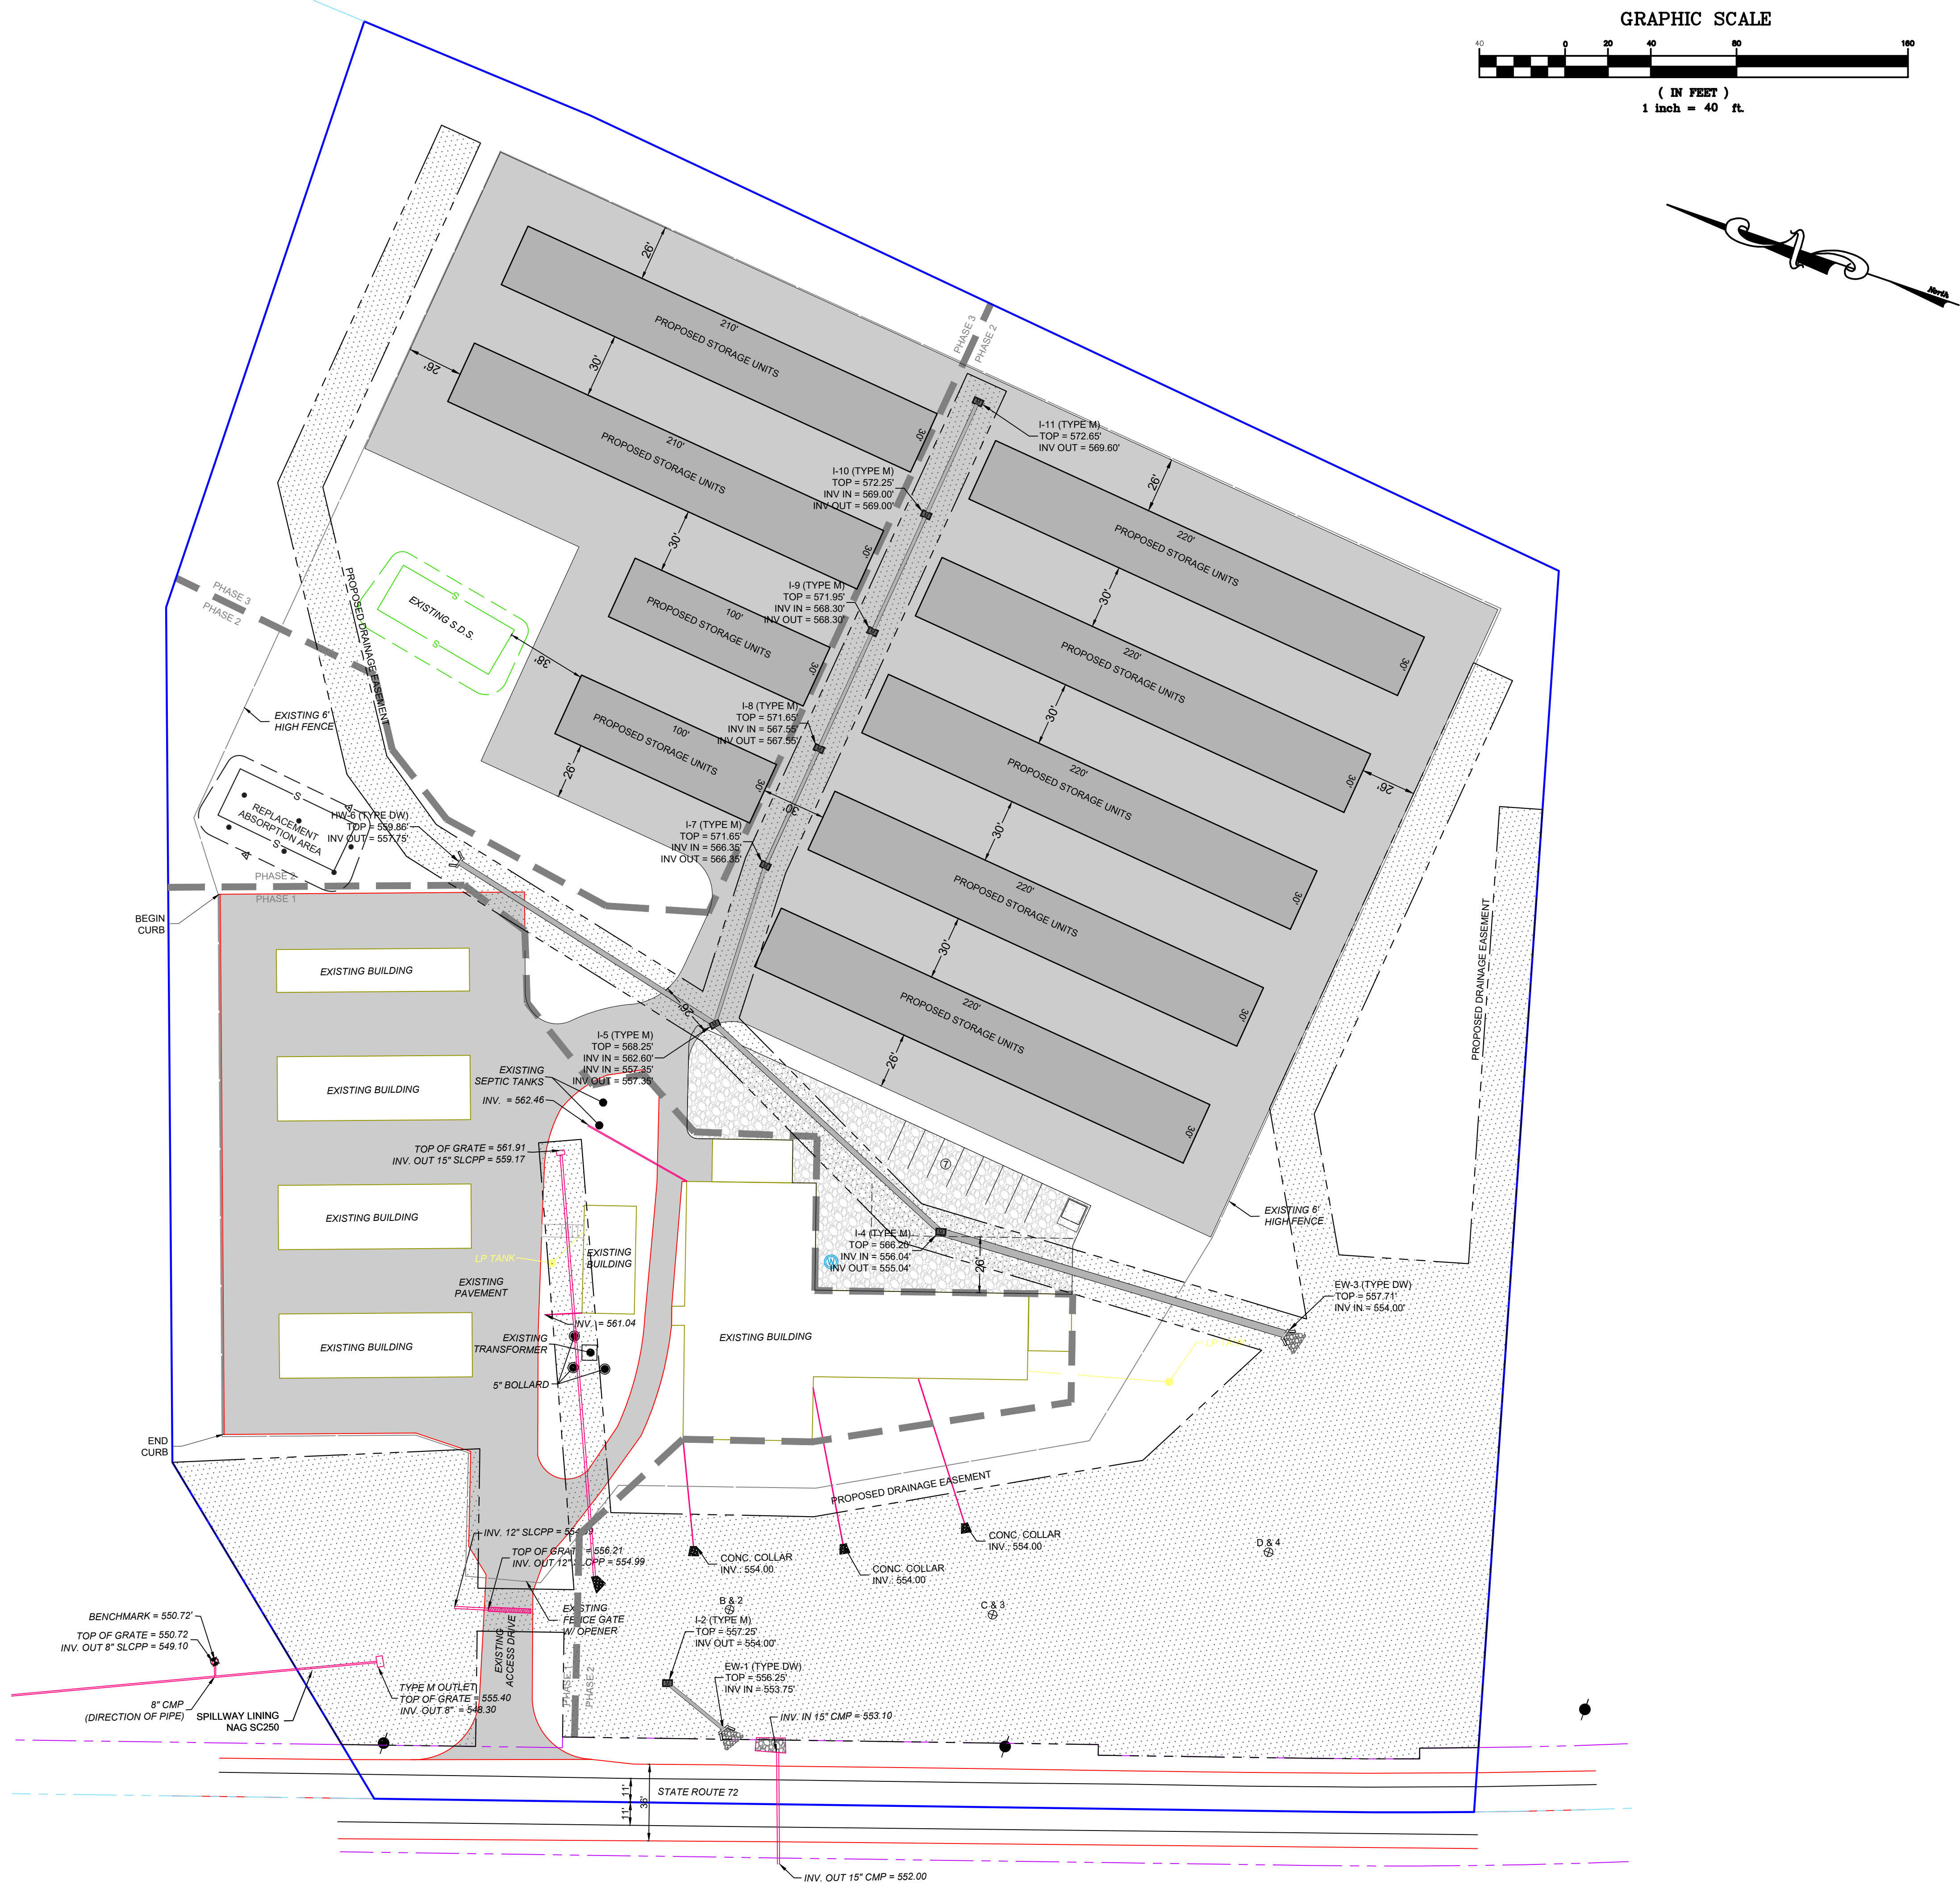 GRAPHIC SCALE
40 0 20 40 80 160
( IN FEET )
1 inch = 40 ft.
North
26'
210'
PROPOSED STORAGE UNITS
30'
PHASE 3
PHASE 2
30'
26'
210'
PROPOSED STORAGE UNITS
30'
I-11 (TYPE M)
TOP = 572.65'
INV OUT = 569.60'
I-10 (TYPE M)
TOP = 572.25'
INV IN = 569.00'
INV OUT = 569.00'
26'
220'
PROPOSED STORAGE UNITS
30'
30'
100'
PROPOSED STORAGE UNITS
30'
I-9 (TYPE M)
TOP = 571.95'
INV IN = 568.30'
INV OUT = 568.30'
30'
220'
PROPOSED STORAGE UNITS
30'
26'
PHASE 3
PHASE 2
PROPOSED DRAINAGE EASEMENT
S
EXISTING S.D.S.
S
38'
EXISTING 6'
HIGH FENCE
100'
PROPOSED STORAGE UNITS
30'
26'
I-8 (TYPE M)
TOP = 571.65'
INV IN = 567.55'
INV OUT = 567.55'
30'
220'
PROPOSED STORAGE UNITS
30'
30'
I-7 (TYPE M)
TOP = 571.65'
INV IN = 566.35'
INV OUT = 566.35'
30'
220'
PROPOSED STORAGE UNITS
30'
S
REPLACEMENT
ABSORPTION AREA
S
HW-6 (TYPE DW)
TOP = 559.86'
INV OUT = 557.75'
PHASE 2
PHASE 1
BEGIN
CURB
30'
220'
PROPOSED STORAGE UNITS
30'
26'
PROPOSED DRAINAGE EASEMENT
EXISTING BUILDING
26'
I-5 (TYPE M)
TOP = 568.25'
INV IN = 562.60'
INV IN = 557.35'
INV OUT = 557.35'
EXISTING
SEPTIC TANKS
INV. = 562.46
EXISTING BUILDING
TOP OF GRATE = 561.91
INV. OUT 15" SLCPP = 559.17
7
EXISTING BUILDING
EXISTING 6'
HIGH FENCE
I-4 (TYPE M)
TOP = 566.20'
INV IN = 556.04'
INV OUT = 555.04'
W
26'
LP TANK
EXISTING
BUILDING
EXISTING
PAVEMENT
EW-3 (TYPE DW)
TOP = 557.71'
INV IN = 554.00'
INV. = 561.04
EXISTING
TRANSFORMER
EXISTING BUILDING
EXISTING BUILDING
5" BOLLARD
END
CURB
PROPOSED DRAINAGE EASEMENT
INV. 12" SLCPP = 554.
TOP OF GRATE = 556.21
INV. OUT 12" SLCPP = 554.99
CONC. COLLAR
INV.: 554.00
CONC. COLLAR
INV.: 554.00
CONC. COLLAR
INV.: 554.00
D & 4
B & 2
C & 3
EXISTING
FENCE GATE
W/ OPENER
EXISTING
ACCESS DRIVE
I-2 (TYPE M)
TOP = 557.25'
INV OUT = 554.00'
BENCHMARK = 550.72'
TOP OF GRATE = 550.72
INV. OUT 8" SLCPP = 549.10
EW-1 (TYPE DW)
TOP = 556.25'
INV IN = 553.75'
PHASE 1
PHASE 2
TYPE M OUTLET
TOP OF GRATE = 555.40
INV. OUT 8" = 548.30
8" CMP
(DIRECTION OF PIPE)
SPILLWAY LINING
NAG SC250
INV. IN 15" CMP = 553.10
11'
11'
36'
STATE ROUTE 72
INV. OUT 15" CMP = 552.00